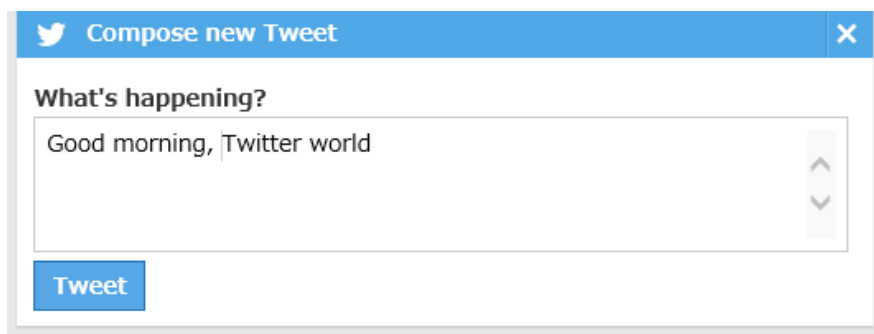 Compose new Tweet
What's happening?
Good morning, Twitter world
Tweet